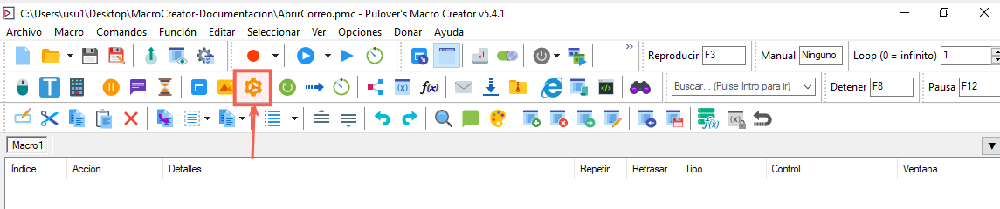 C:\Users\usu1\Desktop\MacroCreator-Documentacion\AbrirCorreo.pmc - Pulover's Macro Creator v5.4.1
Archivo Macro Comandos Función Editar Seleccionar Ver Opciones Donar Ayuda
Reproducir F3 Manual Ninguno Loop (0 = infinito) 1
T (x) f(x) Buscar... (Pulse Intro para ir) Detener F8 Pausa F12
f(x) (x)
Macro1
Índice Acción Detalles Repetir Retrasar Tipo Control Ventana